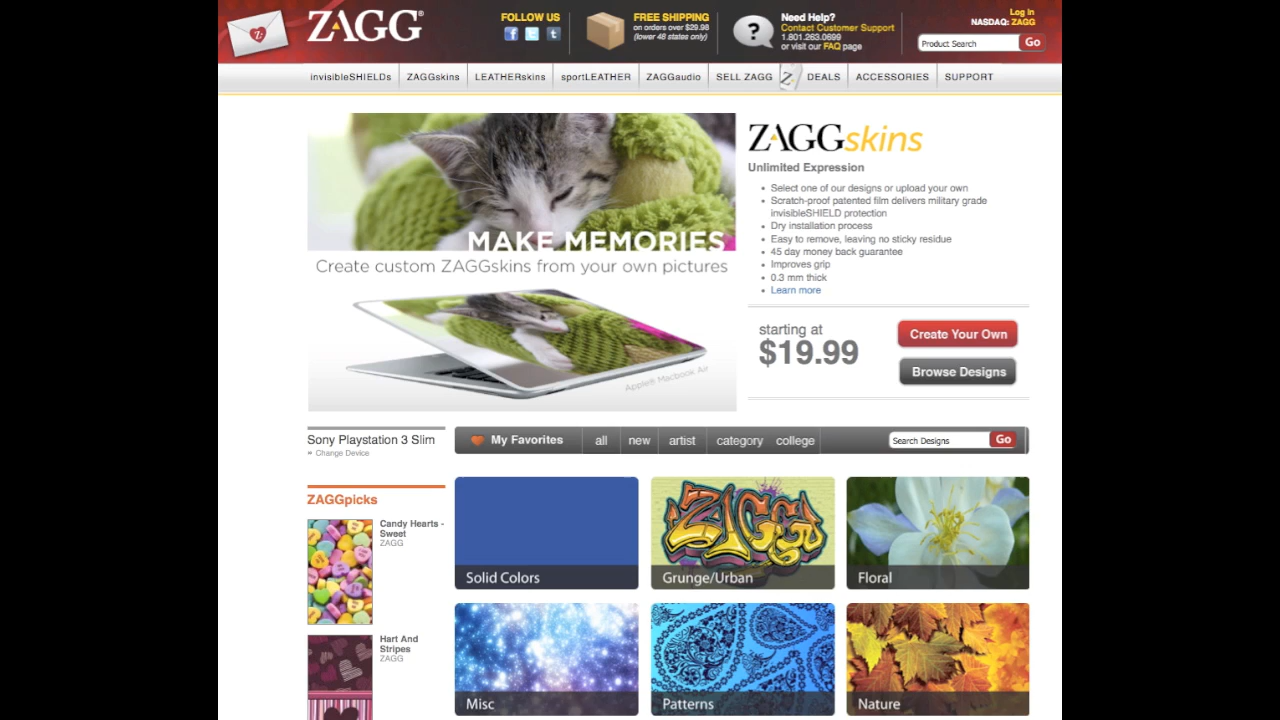 ZAGG®
FOLLOW US
FREE SHIPPING
on orders over $29.98
(lower 48 states only)
Need Help?
Contact Customer Support
1.801.263.0699
or visit our FAQ page
Log In
NASDAQ: ZAGG
Product Search
Go
invisibleSHIELDs
ZAGGskins
LEATHERskins
sportLEATHER
ZAGGaudio
SELL ZAGG
DEALS
ACCESSORIES
SUPPORT
MAKE MEMORIES
Create custom ZAGGskins from your own pictures
Apple® Macbook Air
ZAGGskins
Unlimited Expression
• Select one of our designs or upload your own
• Scratch-proof patented film delivers military grade
invisibleSHIELD protection
• Dry installation process
• Easy to remove, leaving no sticky residue
• 45 day money back guarantee
• Improves grip
• 0.3 mm thick
• Learn more
starting at
$19.99
Create Your Own
Browse Designs
Sony Playstation 3 Slim
» Change Device
My Favorites
all
new
artist
category
college
Search Designs
Go
ZAGGpicks
Candy Hearts -
Sweet
ZAGG
Hart And
Stripes
ZAGG
Solid Colors
ZAGG
Grunge/Urban
Floral
Misc
Patterns
Nature